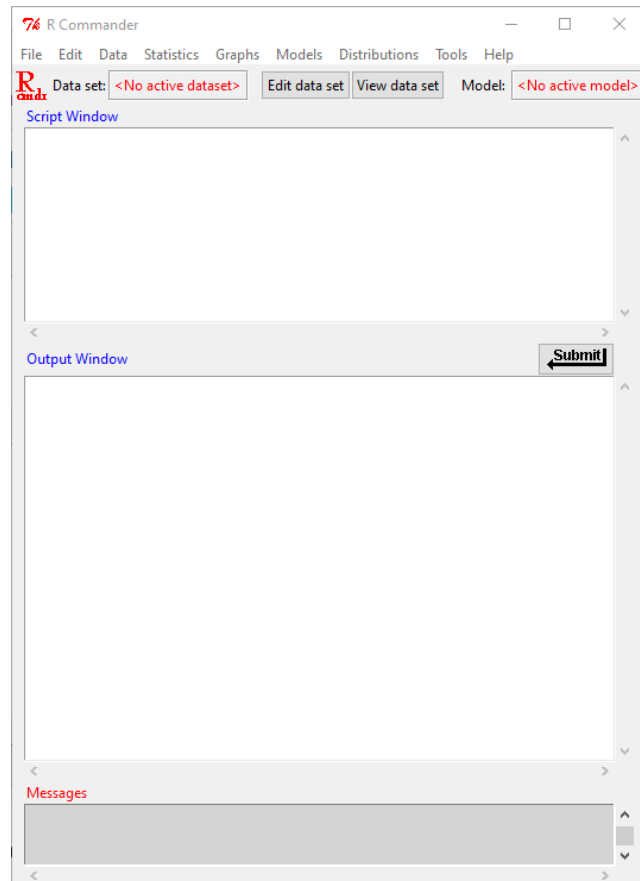 R Commander
File Edit Data Statistics Graphs Models Distributions Tools Help
R cmdr Data set: <No active dataset> Edit data set View data set Model: <No active model>
Script Window
Output Window Submit
Messages